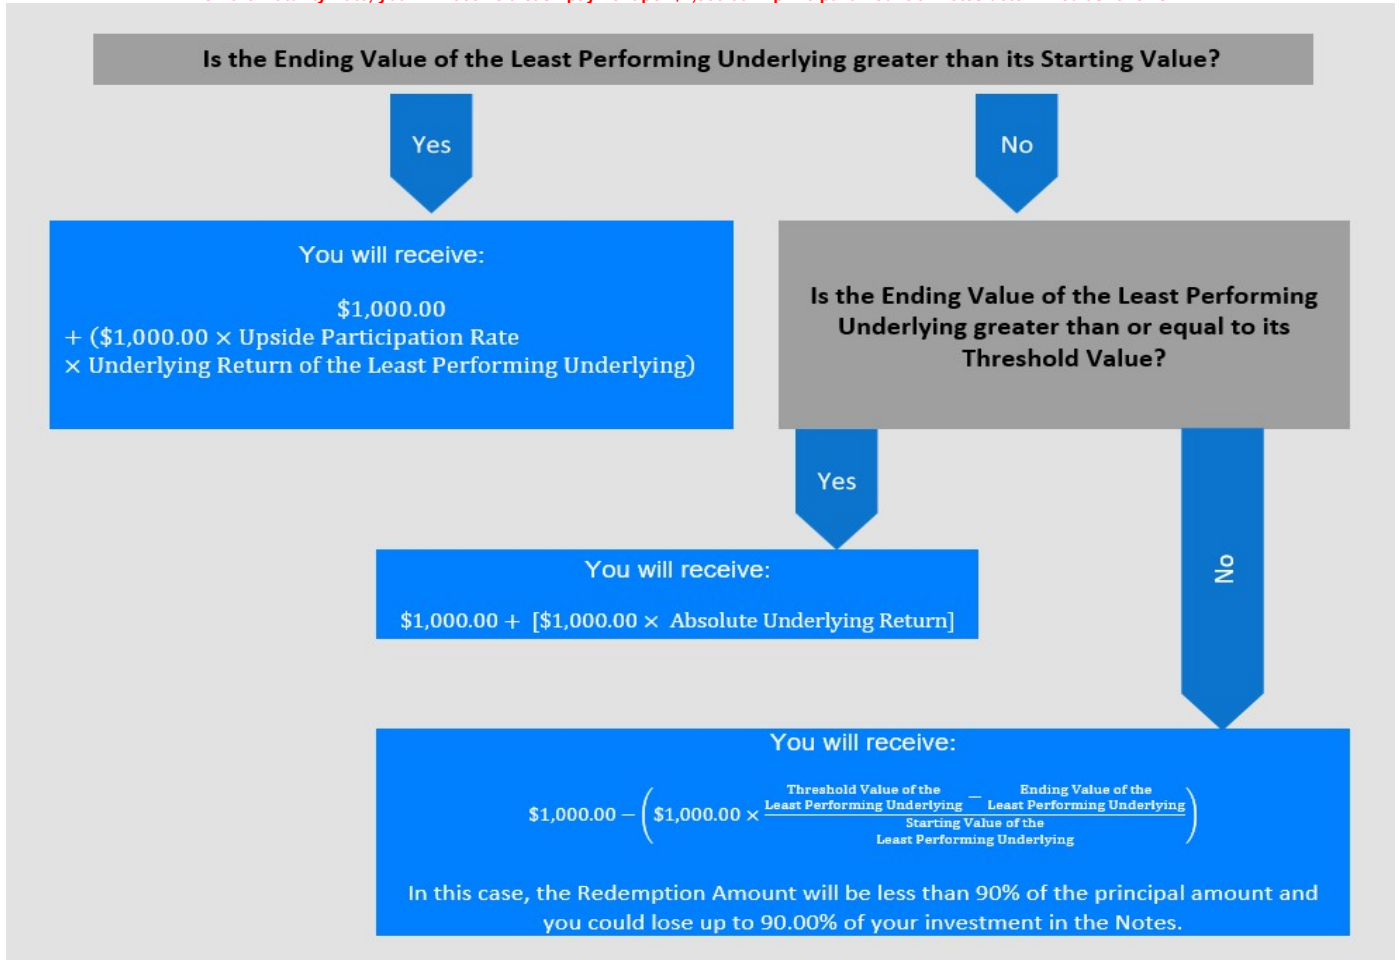 Is the Ending Value of the Least Performing Underlying greater than its Starting Value?
Yes
No
You will receive:
$1,000.00
+ ($1,000.00 × Upside Participation Rate
× Underlying Return of the Least Performing Underlying)
Is the Ending Value of the Least Performing
Underlying greater than or equal to its
Threshold Value?
Yes
No
You will receive:
$1,000.00 + [$1,000.00 × Absolute Underlying Return]
You will receive:
$1,000.00 − ($1,000.00 × 
Threshold Value of the
Least Performing Underlying
−
Ending Value of the
Least Performing Underlying
Starting Value of the
Least Performing Underlying
)
In this case, the Redemption Amount will be less than 90% of the principal amount and
you could lose up to 90.00% of your investment in the Notes.